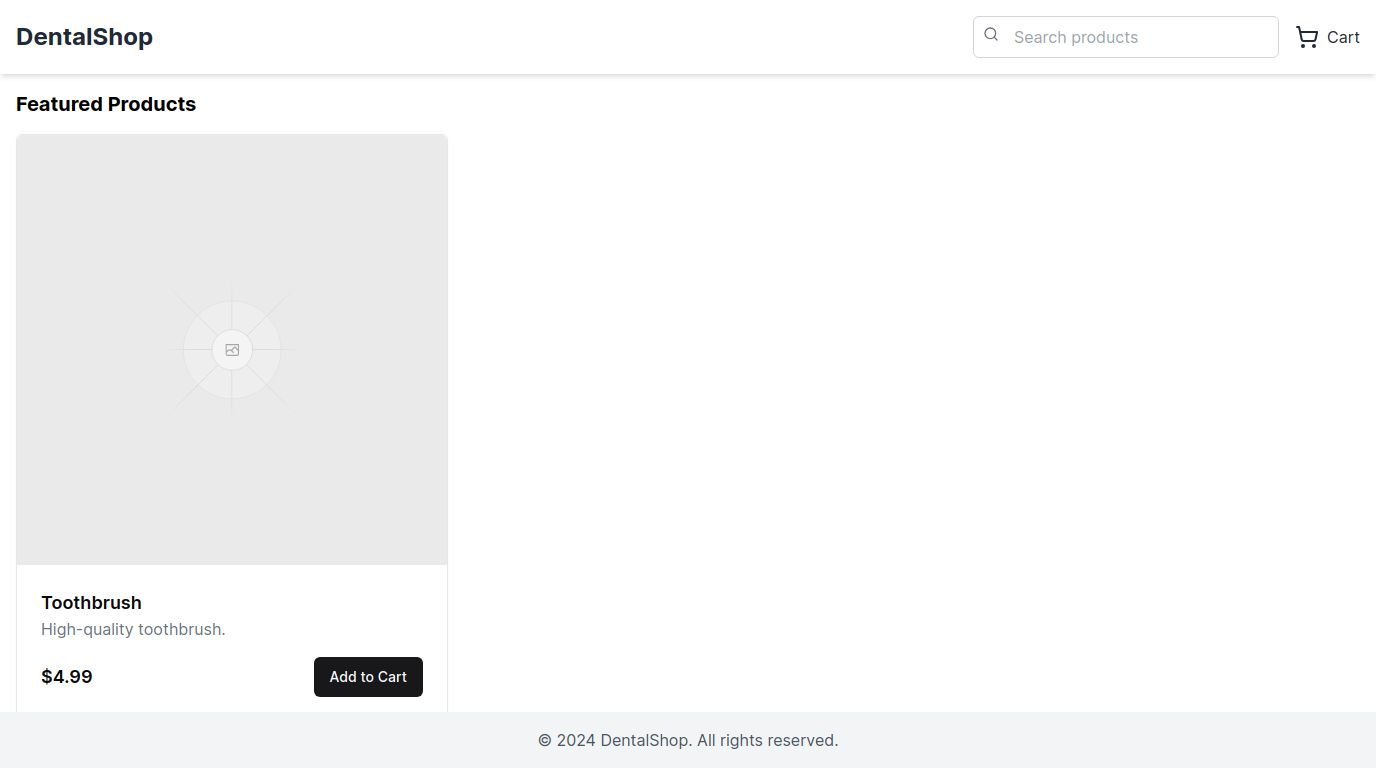 DentalShop
Search products
Cart
Featured Products
Toothbrush
High-quality toothbrush.
$4.99
Add to Cart
© 2024 DentalShop. All rights reserved.